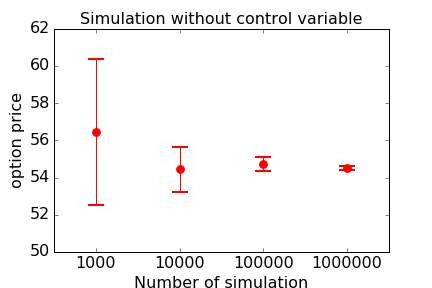 Simulation without control variable
62
60
58
56
54
52
50
option price
1000 10000 100000 1000000
Number of simulation